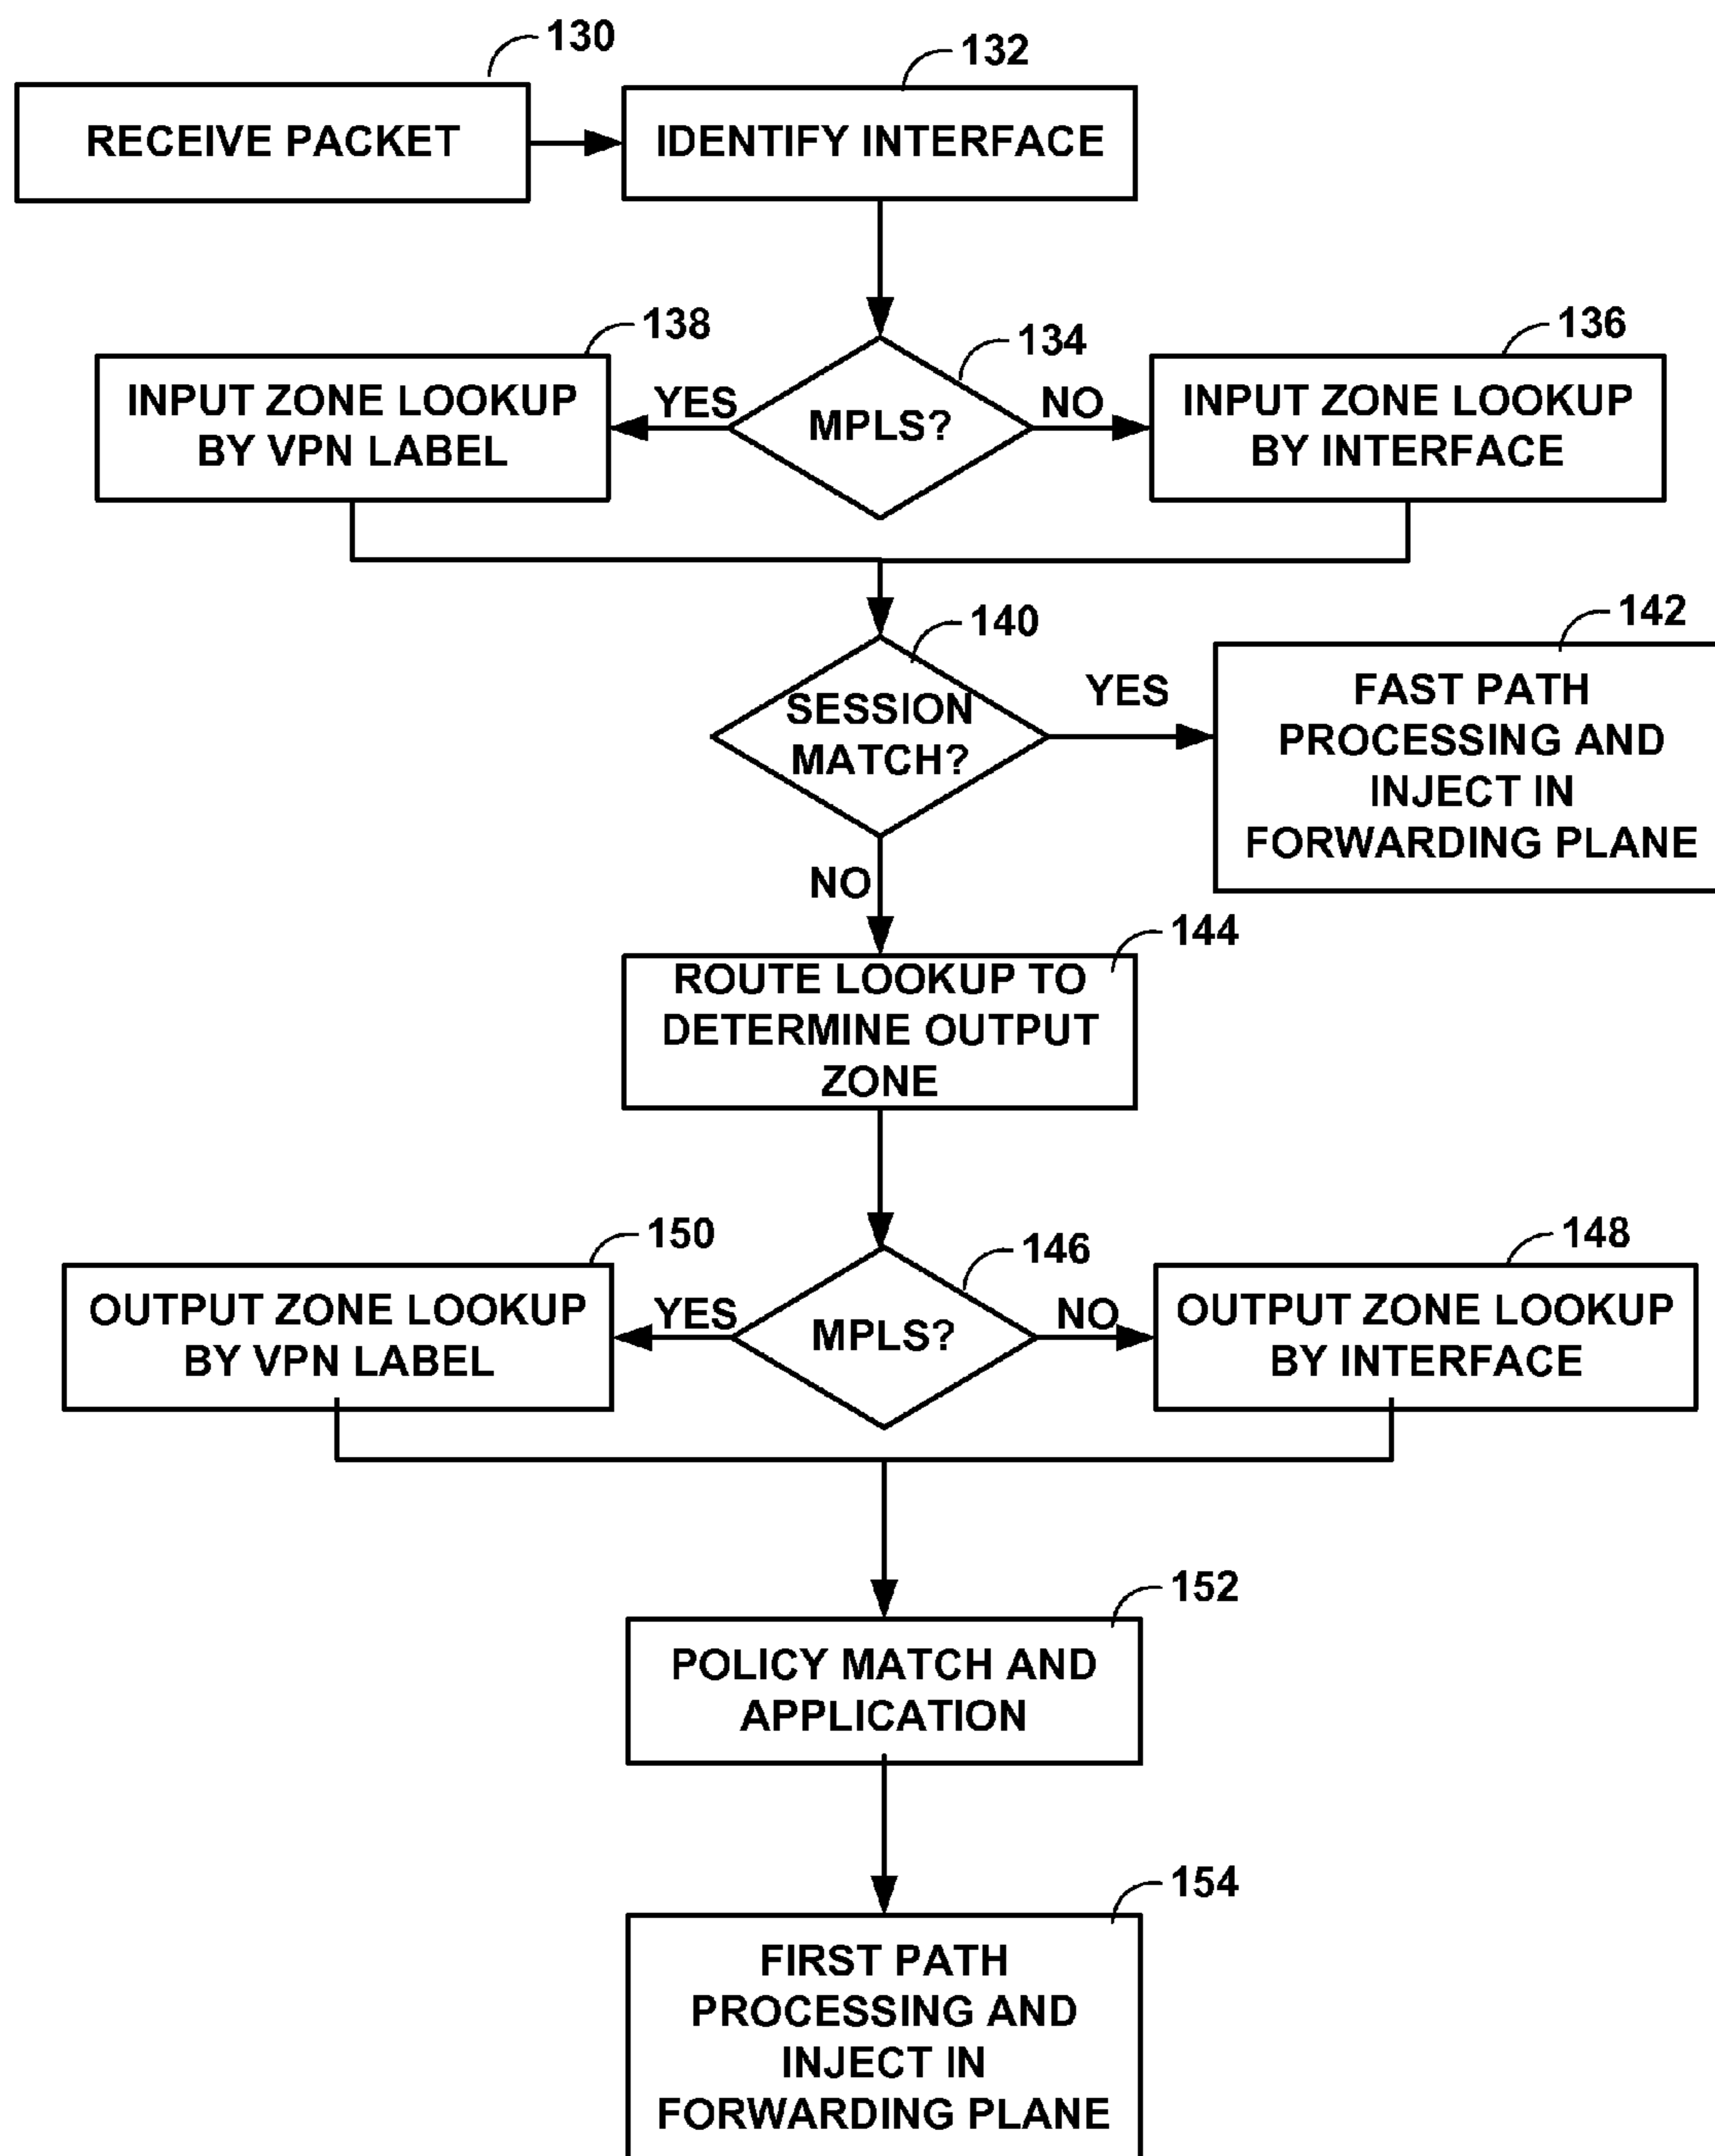 130
132
RECEIVE PACKET
IDENTIFY INTERFACE
138
134
136
INPUT ZONE LOOKUP
BY VPN LABEL
YES
MPLS?
NO
INPUT ZONE LOOKUP
BY INTERFACE
140
142
SESSION
MATCH?
YES
FAST PATH
PROCESSING AND
INJECT IN
FORWARDING PLANE
NO
144
ROUTE LOOKUP TO
DETERMINE OUTPUT
ZONE
150
146
148
OUTPUT ZONE LOOKUP
BY VPN LABEL
YES
MPLS?
NO
OUTPUT ZONE LOOKUP
BY INTERFACE
152
POLICY MATCH AND
APPLICATION
154
FIRST PATH
PROCESSING AND
INJECT IN
FORWARDING PLANE